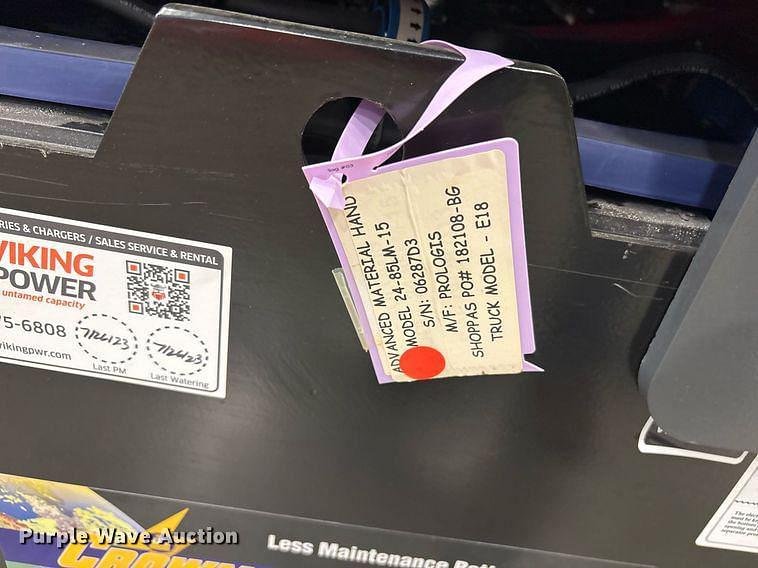 RIES & CHARGERS / SALES SERVICE & RENTAL
VIKING
POWER
untamed capacity
75-6808
rikingpwr.com
7/26/23
Last PM
7/26/23
Last Watering
ADVANCED MATERIAL HAND
MODEL 24-85LM-15
S/N: 06287D3
M/F: PROLOGIS
SHOPPAS PO# 182108-BG
TRUCK MODEL - E18
Purple Wave Auction
CROWN
Less Maintenance